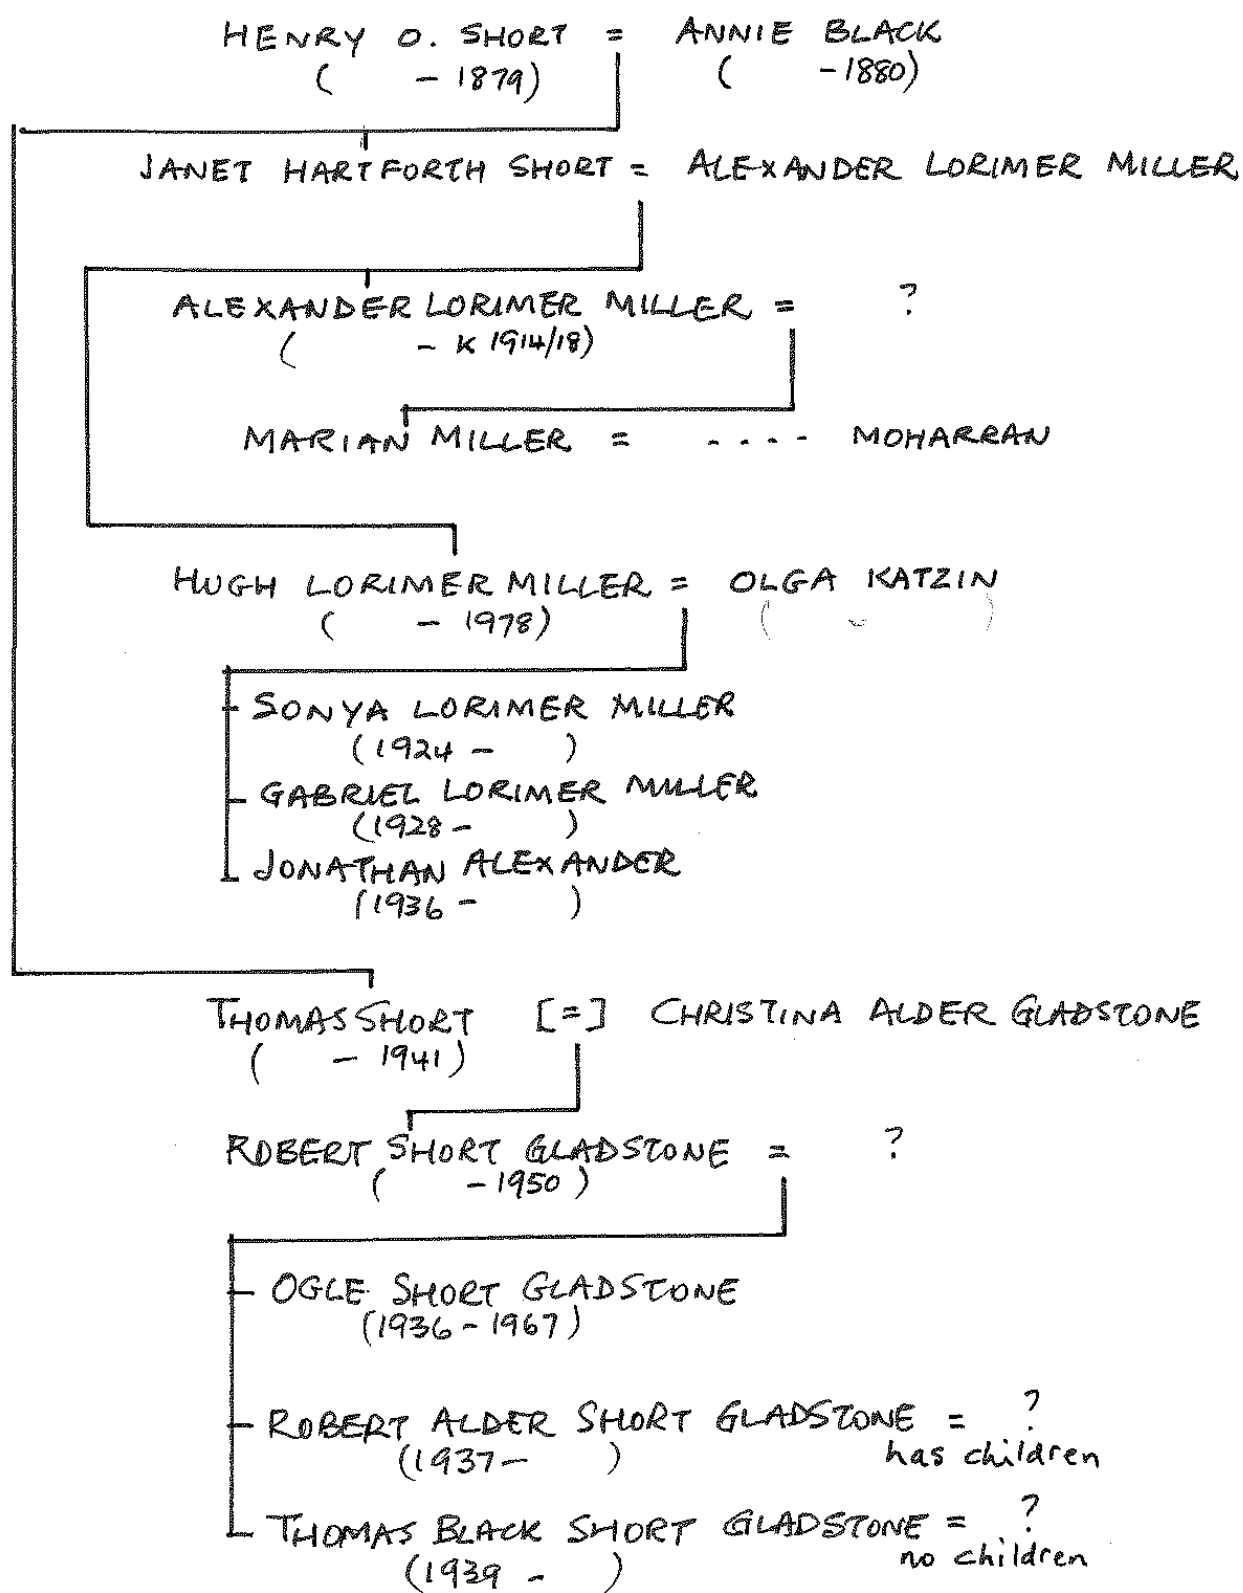 HENRY O. SHORT = ANNIE BLACK
( - 1879) ( - 1880)
JANET HARTFORTH SHORT = ALEXANDER LORIMER MILLER
ALEXANDER LORIMER MILLER = ?
( - K 1914/18)
MARIAN MILLER = .... MOHARRAN
HUGH LORIMER MILLER = OLGA KATZIN
( - 1978) ( - )
SONYA LORIMER MILLER
(1924 - )
GABRIEL LORIMER MILLER
(1928 - )
JONATHAN ALEXANDER
(1936 - )
THOMAS SHORT [=] CHRISTINA ALDER GLADSTONE
( - 1941)
ROBERT SHORT GLADSTONE = ?
( - 1950)
OGLE SHORT GLADSTONE
(1936 - 1967)
ROBERT ALDER SHORT GLADSTONE = ?
(1937 - ) has children
THOMAS BLACK SHORT GLADSTONE = ?
(1939 - ) no children